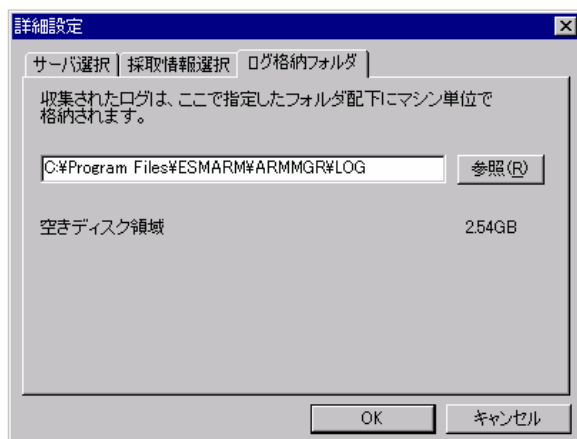 詳細設定
サーバ選択 採取情報選択 ログ格納フォルダ
収集されたログは、ここで指定したフォルダ配下にマシン単位で
格納されます。
C:¥Program Files¥ESMARM¥ARMMGR¥LOG 参照(R)
空きディスク領域 2.54GB
OK キャンセル